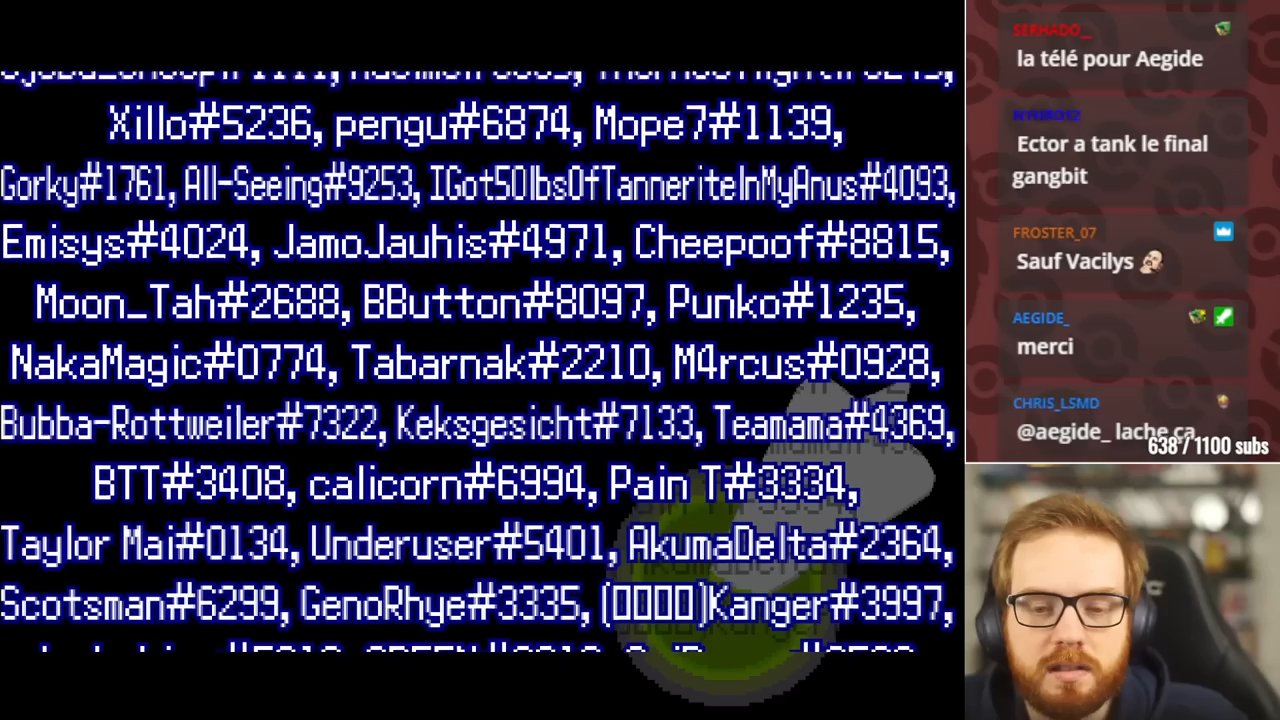 Xillo#5236, pengu#6874, Mope7#1139,
Gorky#1761, All-Seeing#9253, IGot50lbsOfTanneriteInMyAnus#4093,
Emisys#4024, JamoJauhis#4971, Cheepoof#8815,
Moon_Tah#2688, BButton#8097, Punko#1235,
NakaMagic#0774, Tabarnak#2210, M4rcus#0928,
Bubba-Rottweiler#7322, Keksgesicht#7133, Teamama#4369,
BTT#3408, calicorn#6994, Pain T#3334,
Taylor Mai#0134, Underuser#5401, AkumaDelta#2364,
Scotsman#6299, GenoRhye#3335, (▯▯▯▯)Kanger#3997,
SERHADO__
la télé pour Aegide
Ector a tank le final
gangbit
FROSTER_07
Sauf Vacilys
AEGIDE_
merci
CHRIS_LSMD
@aegide_ lache ça
638 / 1100 subs